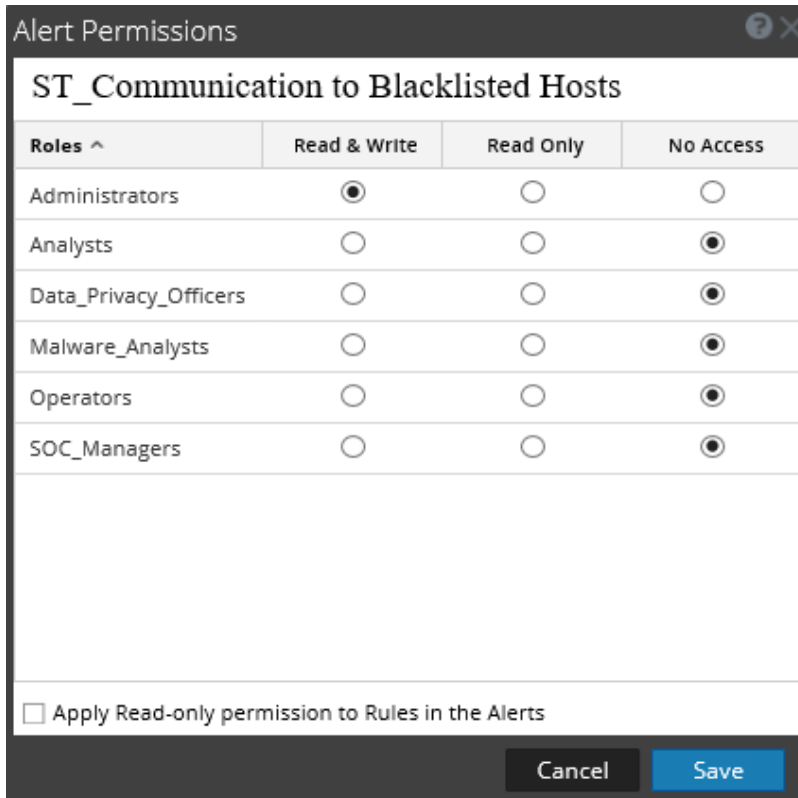 Alert Permissions
ST_Communication to Blacklisted Hosts
Roles Read & Write Read Only No Access
Administrators
Analysts
Data_Privacy_Officers
Malware_Analysts
Operators
SOC_Managers
Apply Read-only permission to Rules in the Alerts
Cancel Save